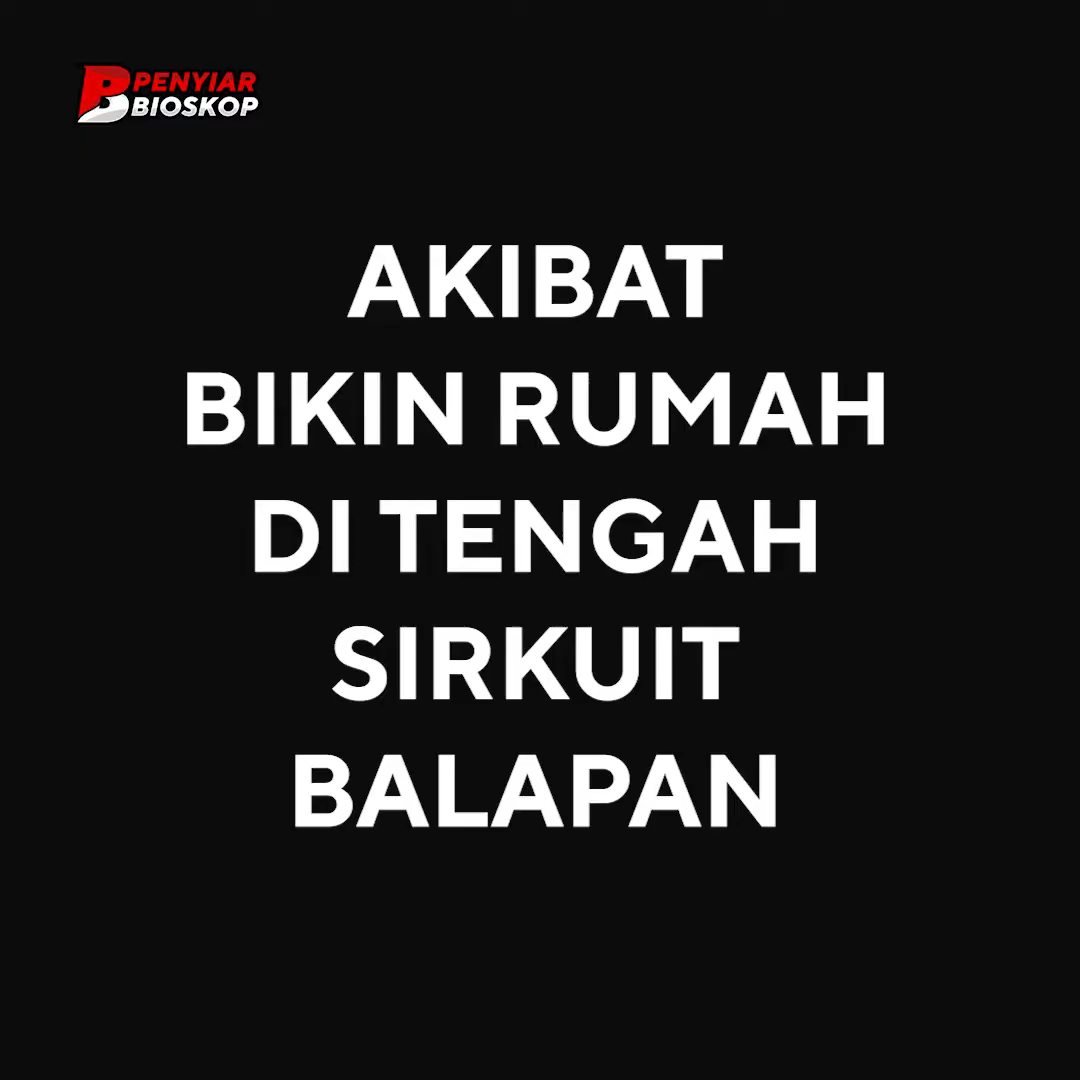 PENYIAR
BIOSKOP
AKIBAT
BIKIN RUMAH
DI TENGAH
SIRKUIT
BALAPAN